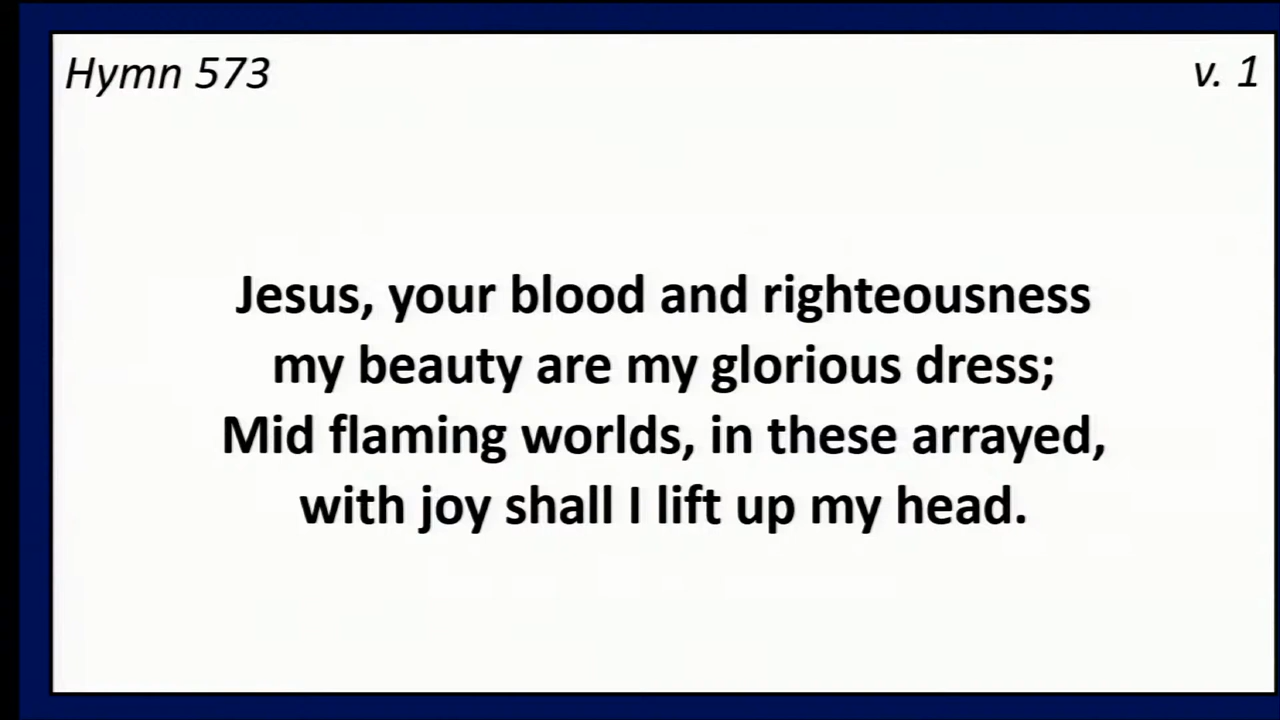 Hymn 573
v. 1
Jesus, your blood and righteousness
my beauty are my glorious dress;
Mid flaming worlds, in these arrayed,
with joy shall I lift up my head.